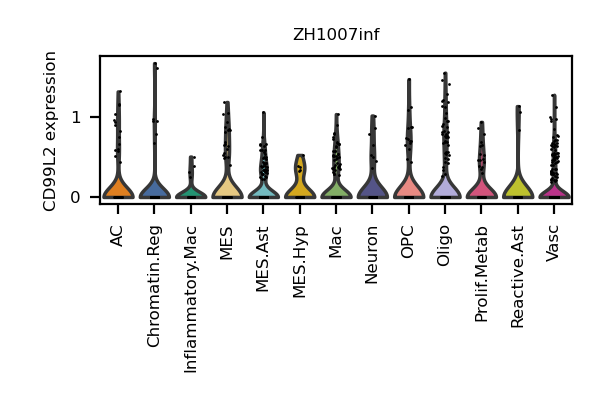 ZH1007inf
CD99L2 expression
1
0
AC
Chromatin.Reg
Inflammatory.Mac
MES
MES.Ast
MES.Hyp
Mac
Neuron
OPC
Oligo
Prolif.Metab
Reactive.Ast
Vasc